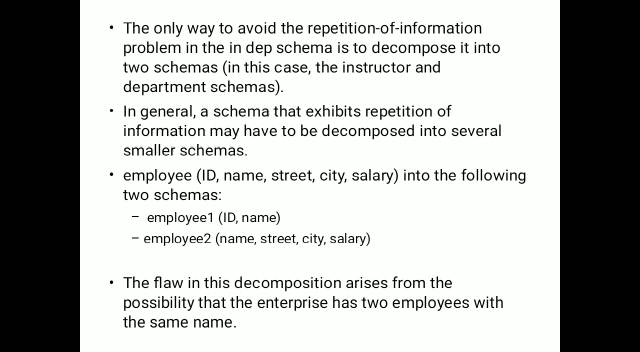 • The only way to avoid the repetition-of-information
problem in the in dep schema is to decompose it into
two schemas (in this case, the instructor and
department schemas).
• In general, a schema that exhibits repetition of
information may have to be decomposed into several
smaller schemas.
• employee (ID, name, street, city, salary) into the following
two schemas:
– employee1 (ID, name)
– employee2 (name, street, city, salary)
• The flaw in this decomposition arises from the
possibility that the enterprise has two employees with
the same name.